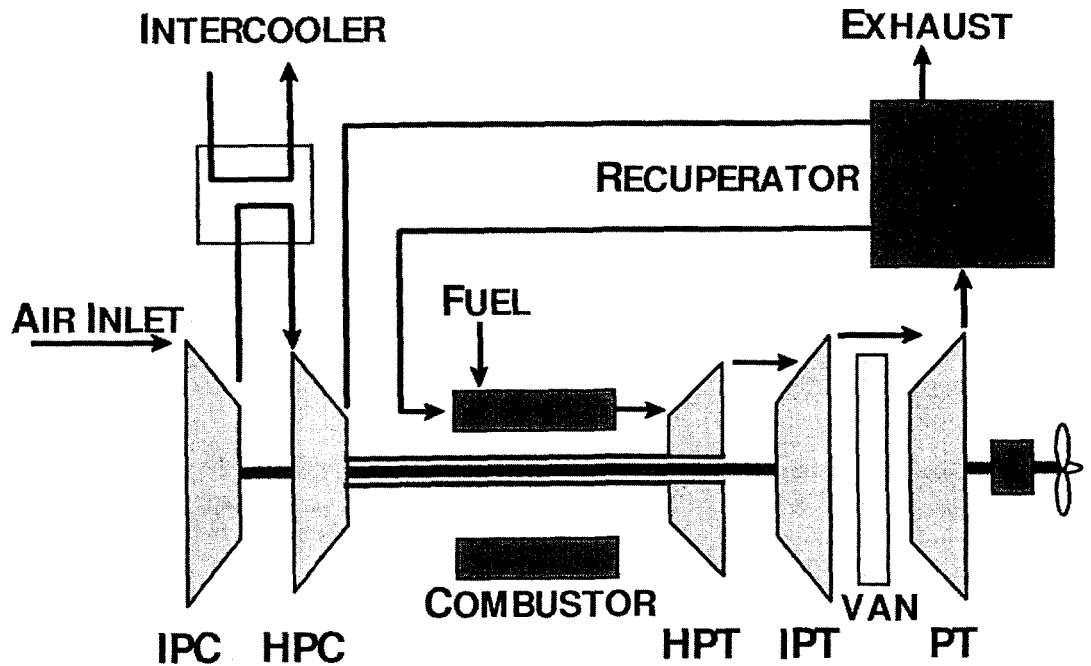 INTERCOOLER
EXHAUST
RECUPERATOR
AIR INLET
FUEL
COMBUSTOR
VAN
IPC
HPC
HPT
IPT
PT